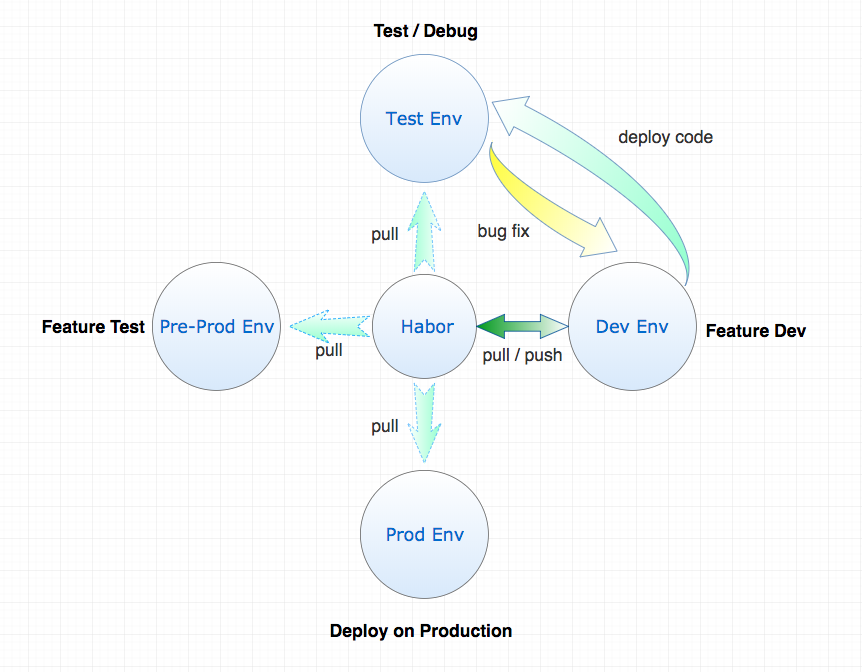 Test / Debug
Test Env
deploy code
pull
bug fix
Feature Test
Pre-Prod Env
Habor
Dev Env
Feature Dev
pull
pull / push
pull
Prod Env
Deploy on Production